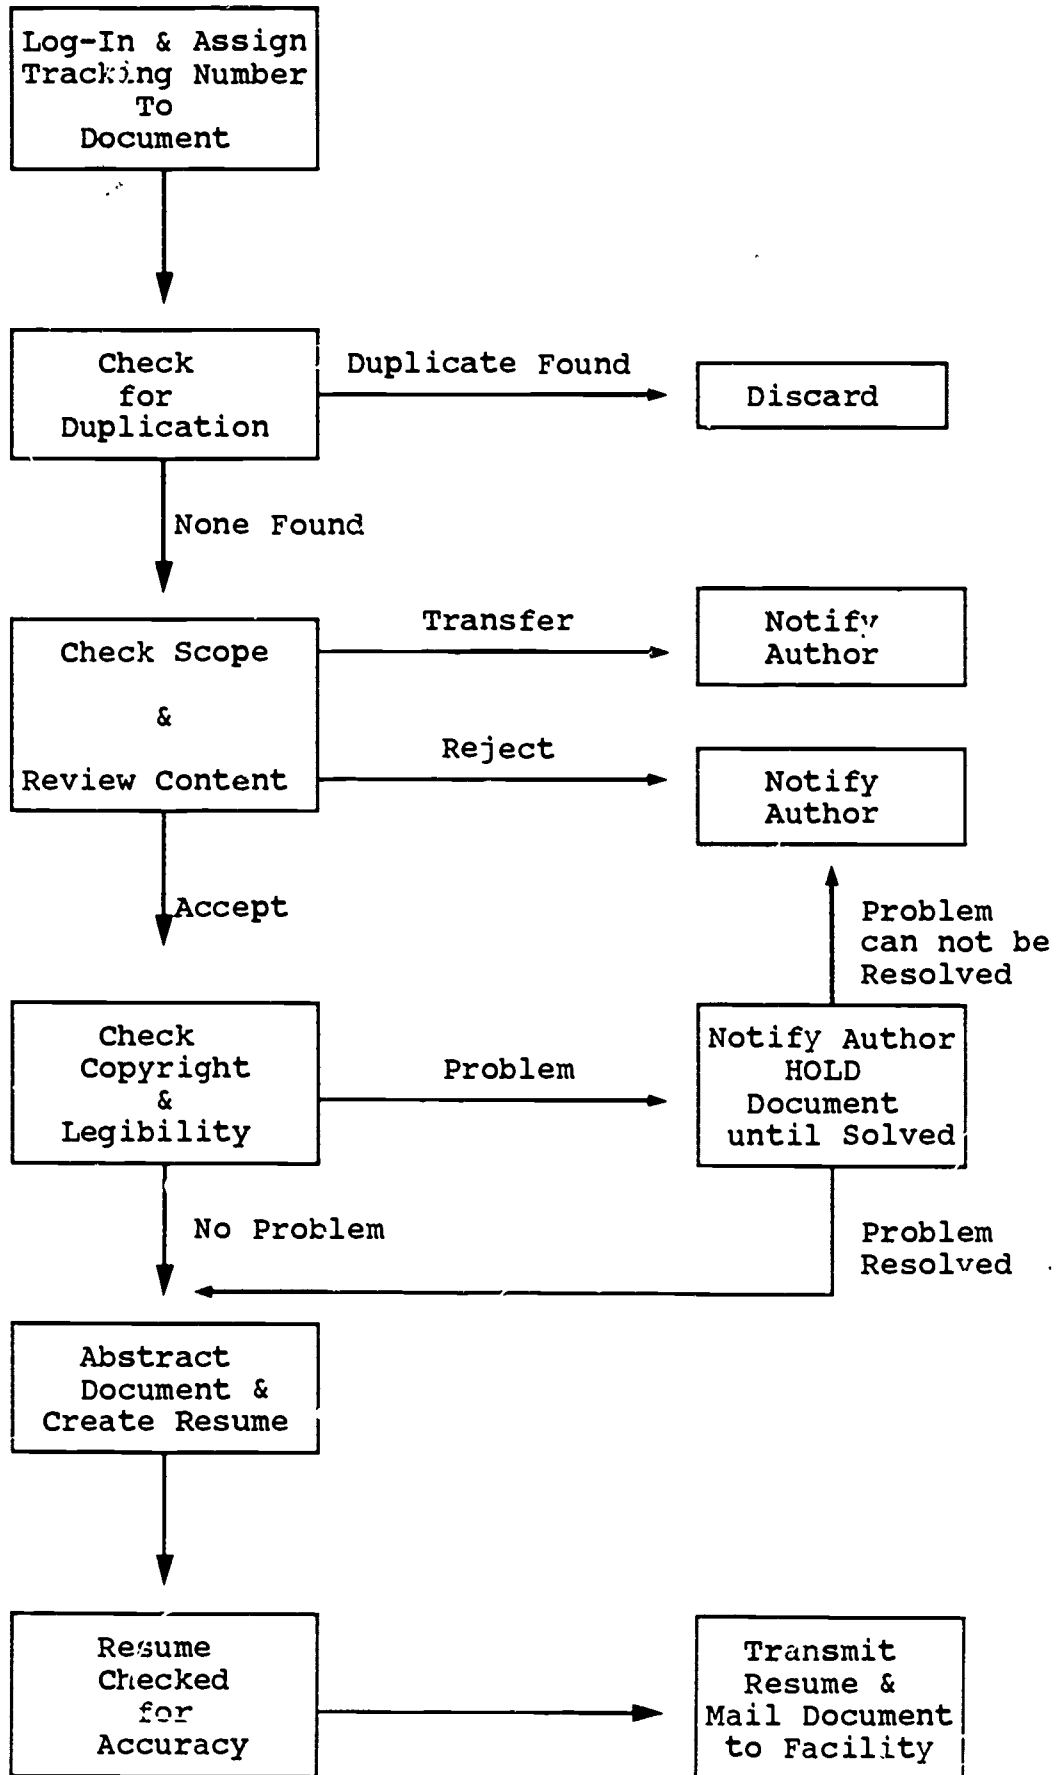 Log-In & Assign
Tracking Number
To
Document
Check
for
Duplication
Duplicate Found
Discard
None Found
Check Scope
&
Review Content
Transfer
Notify
Author
Reject
Notify
Author
Accept
Problem
can not be
Resolved
Check
Copyright
&
Legibility
Problem
Notify Author
HOLD
Document
until Solved
No Problem
Problem
Resolved
Abstract
Document &
Create Resume
Resume
Checked
for
Accuracy
Transmit
Resume &
Mail Document
to Facility